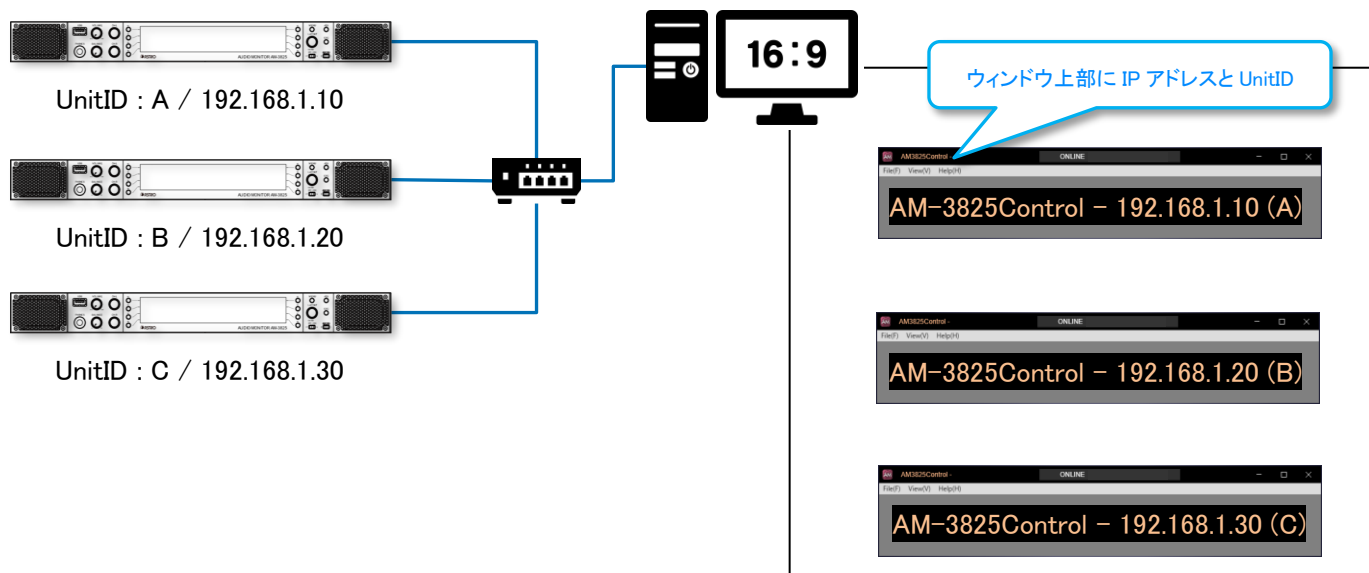 UnitID : A / 192.168.1.10
UnitID : B / 192.168.1.20
UnitID : C / 192.168.1.30
16:9
ウィンドウ上部に IP アドレスと UnitID
AM3825Control - ONLINE
File(F) View(V) Help(H)
AM-3825Control - 192.168.1.10 (A)
AM3825Control - ONLINE
File(F) View(V) Help(H)
AM-3825Control - 192.168.1.20 (B)
AM3825Control - ONLINE
File(F) View(V) Help(H)
AM-3825Control - 192.168.1.30 (C)